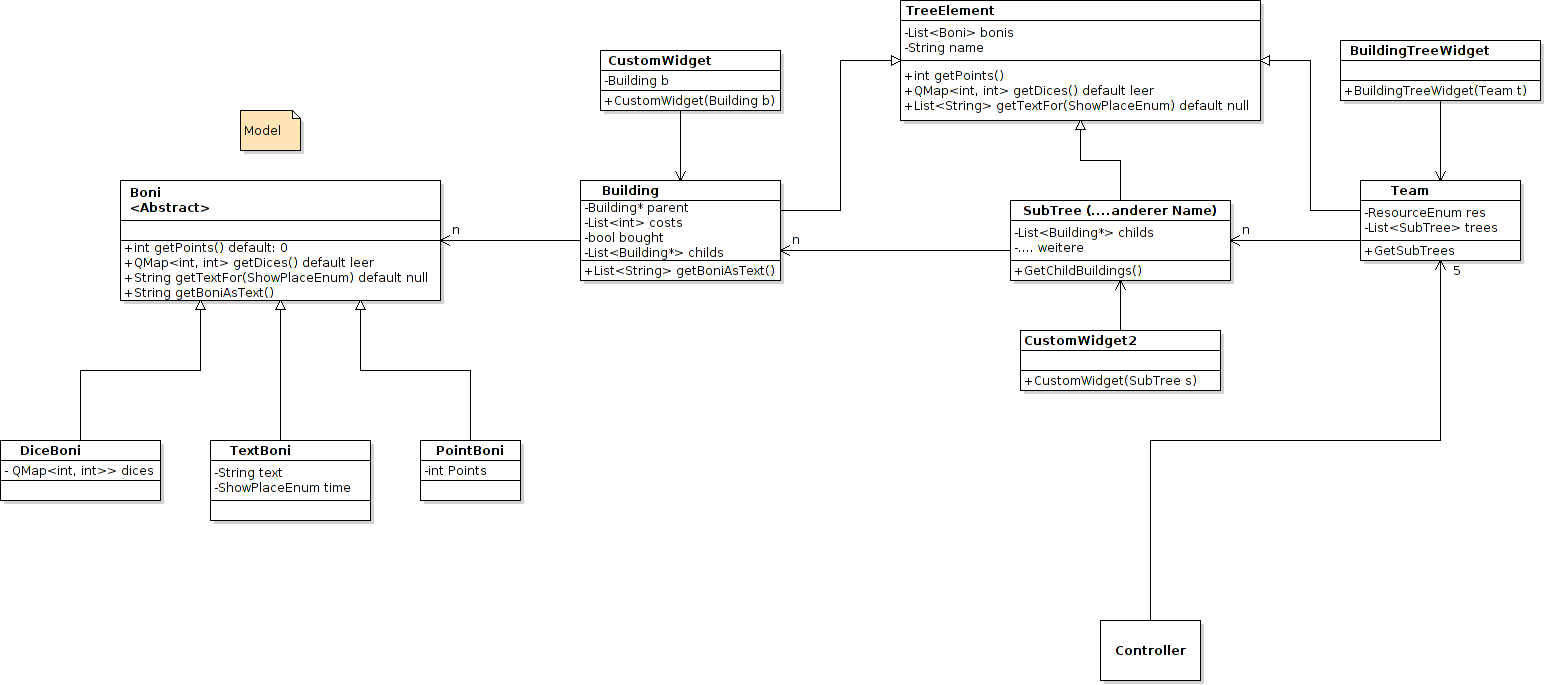 TreeElement
-List<Boni> bonis
-String name
+int getPoints()
+QMap<int, int> getDices() default leer
+List<String> getTextFor(ShowPlaceEnum) default null
BuildingTreeWidget
+BuildingTreeWidget(Team t)
CustomWidget
-Building b
+CustomWidget(Building b)
Model
Boni
<Abstract>
+int getPoints() default: 0
+QMap<int, int> getDices() default leer
+String getTextFor(ShowPlaceEnum) default null
+String getBoniAsText()
n
Building
-Building* parent
-List<int> costs
-bool bought
-List<Building*> childs
+List<String> getBoniAsText()
n
SubTree (....anderer Name)
-List<Building*> childs
-.... weitere
+GetChildBuildings()
n
Team
-ResourceEnum res
-List<SubTree> trees
+GetSubTrees
5
CustomWidget2
+CustomWidget(SubTree s)
DiceBoni
- QMap<int, int>> dices
TextBoni
-String text
-ShowPlaceEnum time
PointBoni
-int Points
Controller